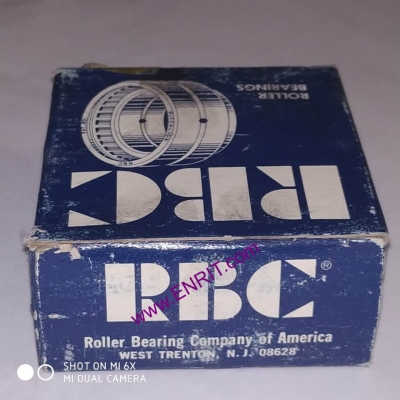 ROLLER
BEARINGS
RBC
RBC®
Roller Bearing Company of America
WEST TRENTON, N. J. 08628
www.ENRIT.com
SHOT ON MI 6X
MI DUAL CAMERA